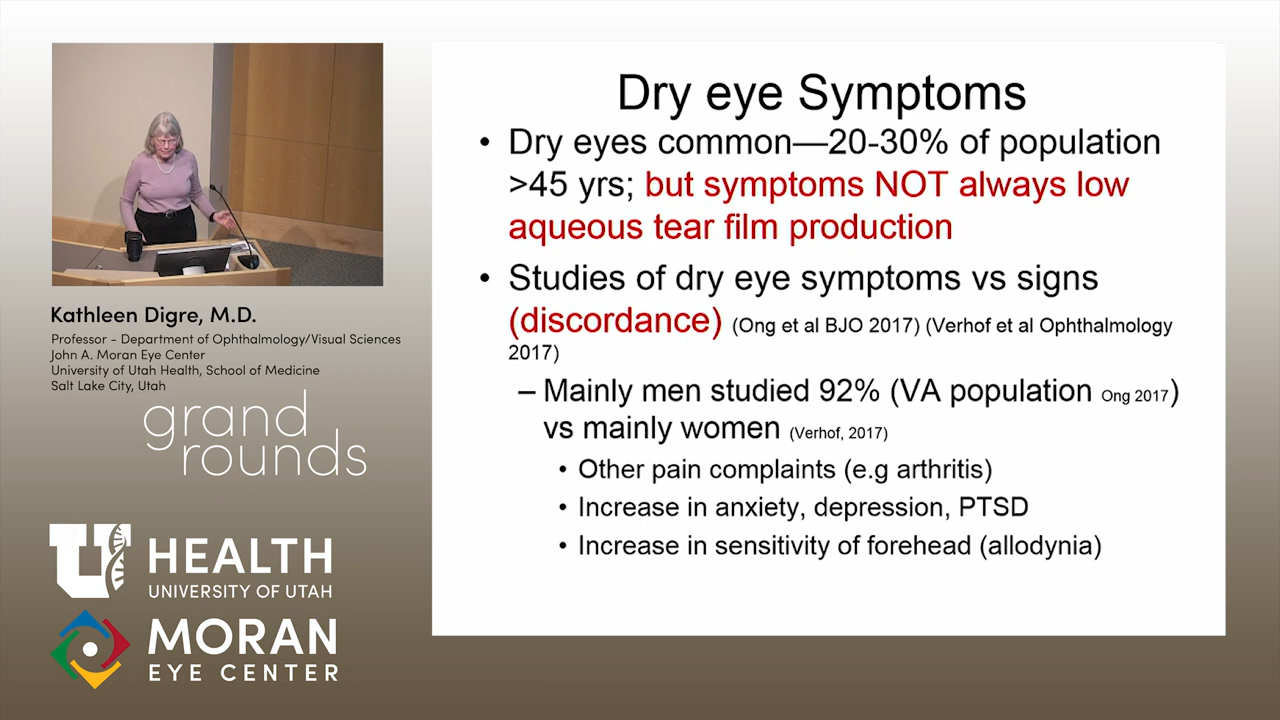 Dry eye Symptoms
• Dry eyes common—20-30% of population
>45 yrs; but symptoms NOT always low
aqueous tear film production
• Studies of dry eye symptoms vs signs
(discordance) (Ong et al BJO 2017) (Verhof et al Ophthalmology
2017)
– Mainly men studied 92% (VA population Ong 2017)
vs mainly women (Verhof, 2017)
• Other pain complaints (e.g arthritis)
• Increase in anxiety, depression, PTSD
• Increase in sensitivity of forehead (allodynia)
Kathleen Digre, M.D.
Professor - Department of Ophthalmology/Visual Sciences
John A. Moran Eye Center
University of Utah Health, School of Medicine
Salt Lake City, Utah
grand
rounds
U HEALTH
UNIVERSITY OF UTAH
MORAN
EYE CENTER